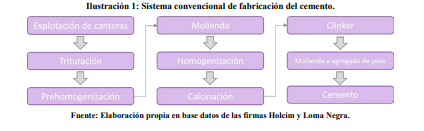 Ilustración 1: Sistema convencional de fabricación del cemento.
Explotación de canteras
Trituración
Prehomogenización
Molienda
Homogenización
Calcinación
Clinker
Molienda y agregado de yeso
Cemento
Fuente: Elaboración propia en base datos de las firmas Holcim y Loma Negra.